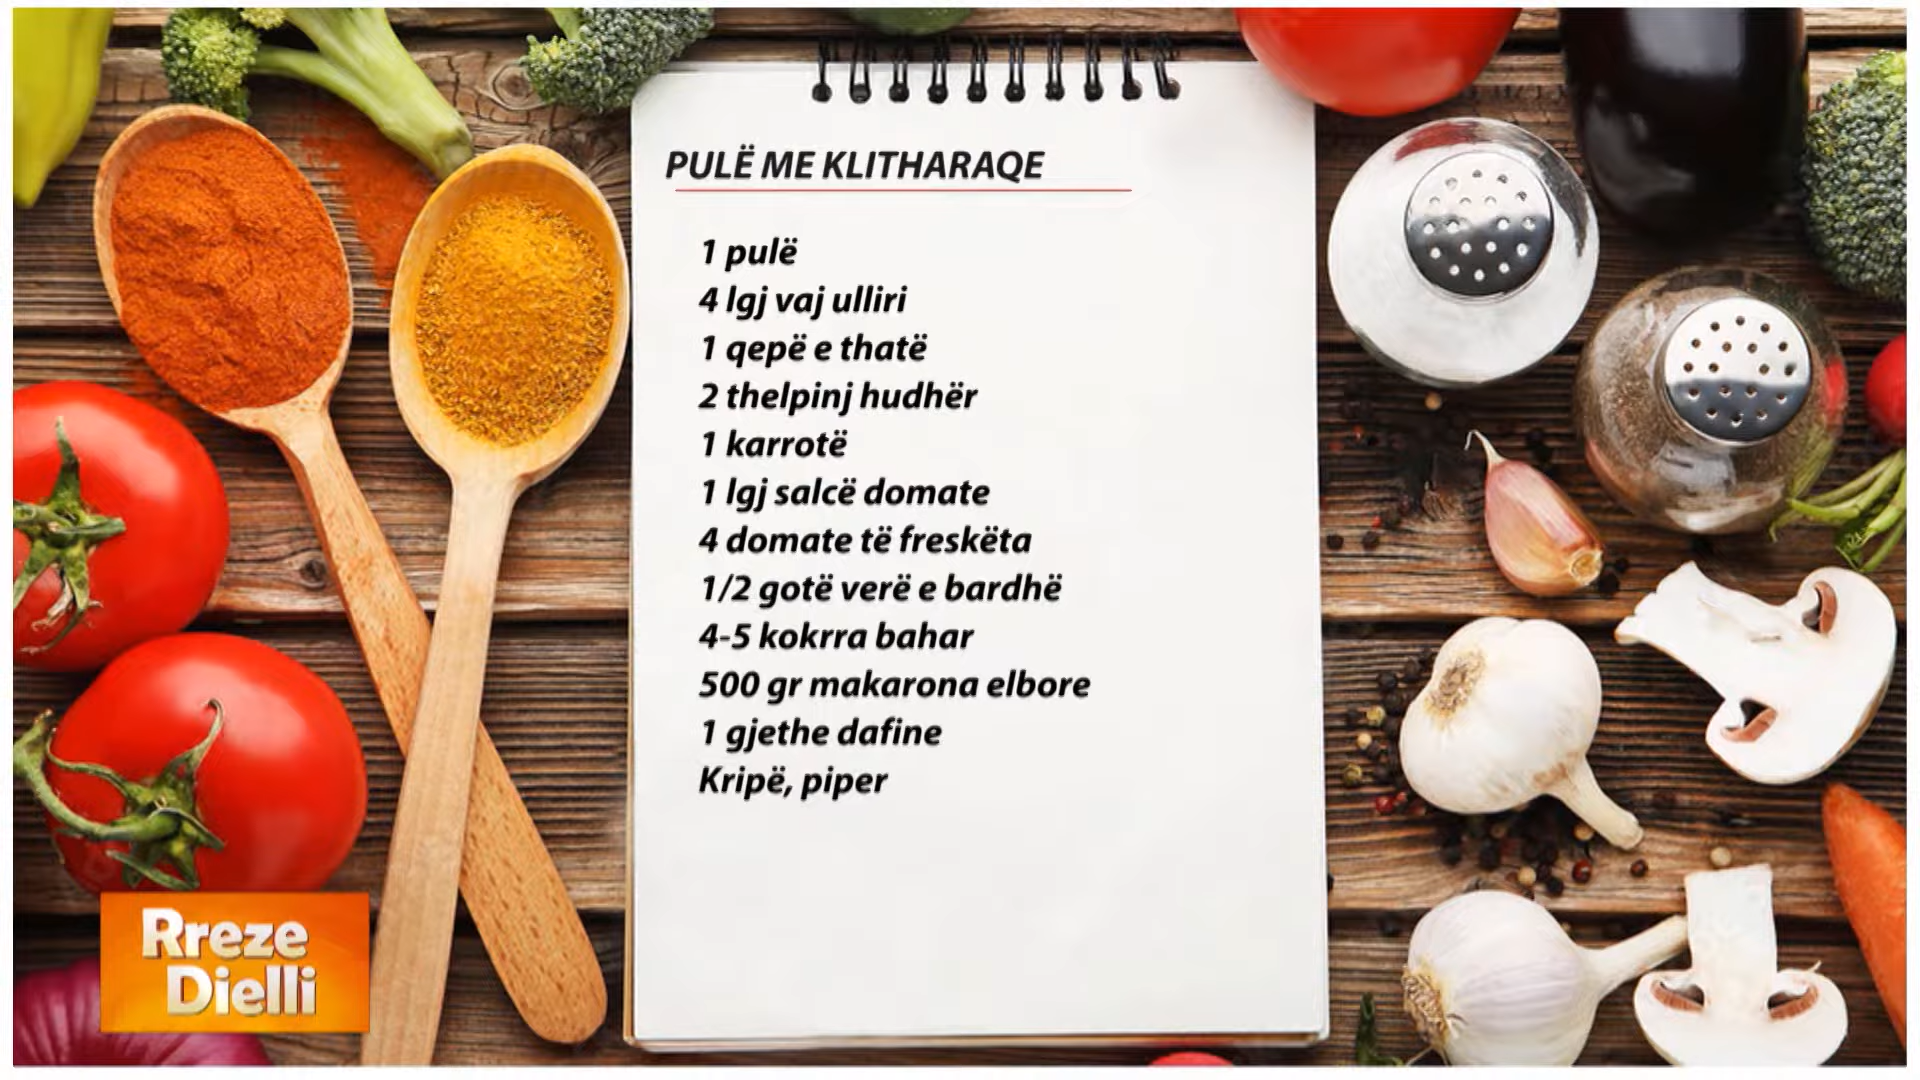 PULË ME KLITHARAQE
1 pulë
4 lgj vaj ulliri
1 qepë e thatë
2 thelpinj hudhër
1 karrotë
1 lgj salcë domate
4 domate të freskëta
1/2 gotë verë e bardhë
4-5 kokrra bahar
500 gr makarona elbore
1 gjethe dafine
Kripë, piper
Rreze
Dielli